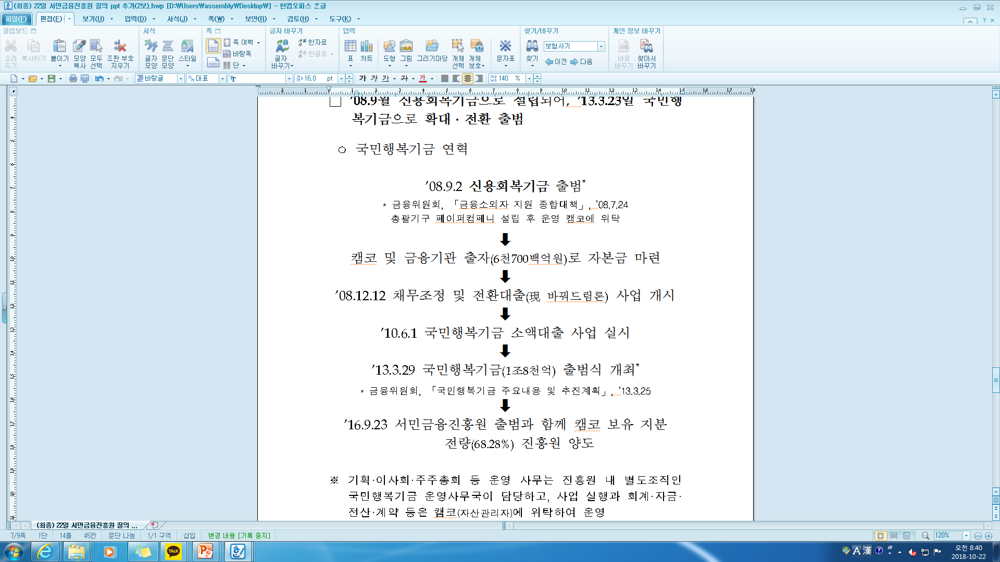 (최종) 22일 서민금융진흥원 질의 ppt 추가(2보).hwp [D:\Users\assembly\Desktop\] - 한컴오피스 흔글
파일(F) 편집(E) 보기(U) 입력(D) 서식(J) 쪽(W) 보안(R) 검토(H) 도구(K)
클립보드 서식 쪽 글자 바꾸기 입력 찾기/바꾸기 개인 정보 바꾸기
오려 두기 복사하기 붙이기 모양 복사 모두 선택 조판 부호 지우기 글자 모양 문단 모양 스타일 쪽 여백 바탕쪽 단 글자 바꾸기 한자로 한글로 표 차트 도형 그림 그리기마당 개체 선택 개체 보호 문자표 찾기 보험사기 이전 다음 바로 바꾸기 찾아서 바꾸기
바탕글 대표 16.0 pt 가 가 가 가 가 140 %
□ '08.9월 신용회복기금으로 설립되어, '13.3.23일 국민행
복기금으로 확대·전환 출범
○ 국민행복기금 연혁
'08.9.2 신용회복기금 출범*
* 금융위원회, 「금융소외자 지원 종합대책」, '08.7.24
총괄기구 페이퍼컴페니 설립 후 운영 캠코에 위탁
캠코 및 금융기관 출자(6천700백억원)로 자본금 마련
'08.12.12 채무조정 및 전환대출(現 바꿔드림론) 사업 개시
'10.6.1 국민행복기금 소액대출 사업 실시
'13.3.29 국민행복기금(1조8천억) 출범식 개최*
* 금융위원회, 「국민행복기금 주요내용 및 추진계획」, '13.3.25
'16.9.23 서민금융진흥원 출범과 함께 캠코 보유 지분
전량(68.28%) 진흥원 양도
※ 기획·이사회·주주총회 등 운영 사무는 진흥원 내 별도조직인
국민행복기금 운영사무국이 담당하고, 사업 실행과 회계·자금·
전산·계약 등은 캠코(자산관리자)에 위탁하여 운영
(최종) 22일 서민금융진흥원 질의 ...
7/9쪽 1단 14줄 45칸 문단 나눔 1/1 구역 삽입 변경 내용 [기록 중지] 120%
TALK A 漢 오전 8:40
2018-10-22